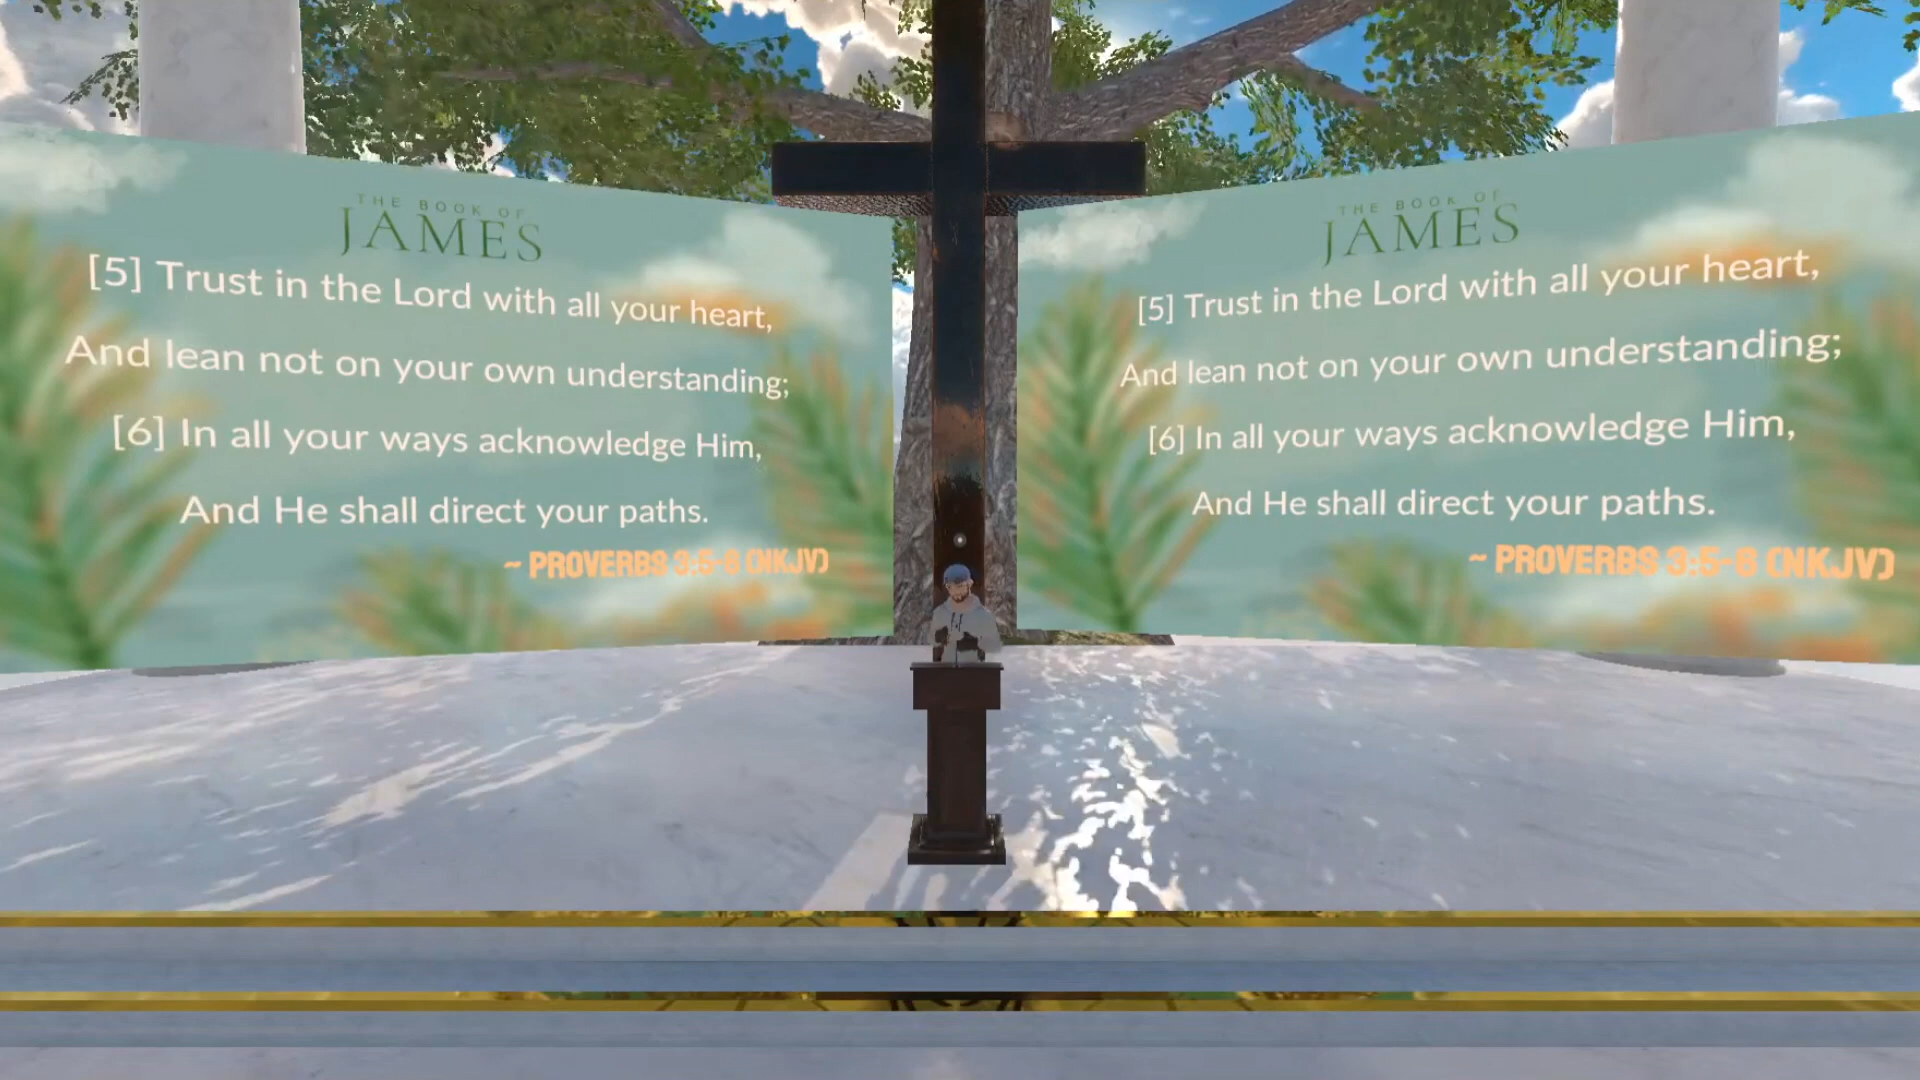 THE BOOK OF
JAMES
[5] Trust in the Lord with all your heart,
And lean not on your own understanding;
[6] In all your ways acknowledge Him,
And He shall direct your paths.
~ PROVERBS 3:5-6 (NKJV)
THE BOOK OF
JAMES
[5] Trust in the Lord with all your heart,
And lean not on your own understanding;
[6] In all your ways acknowledge Him,
And He shall direct your paths.
~ PROVERBS 3:5-6 (NKJV)